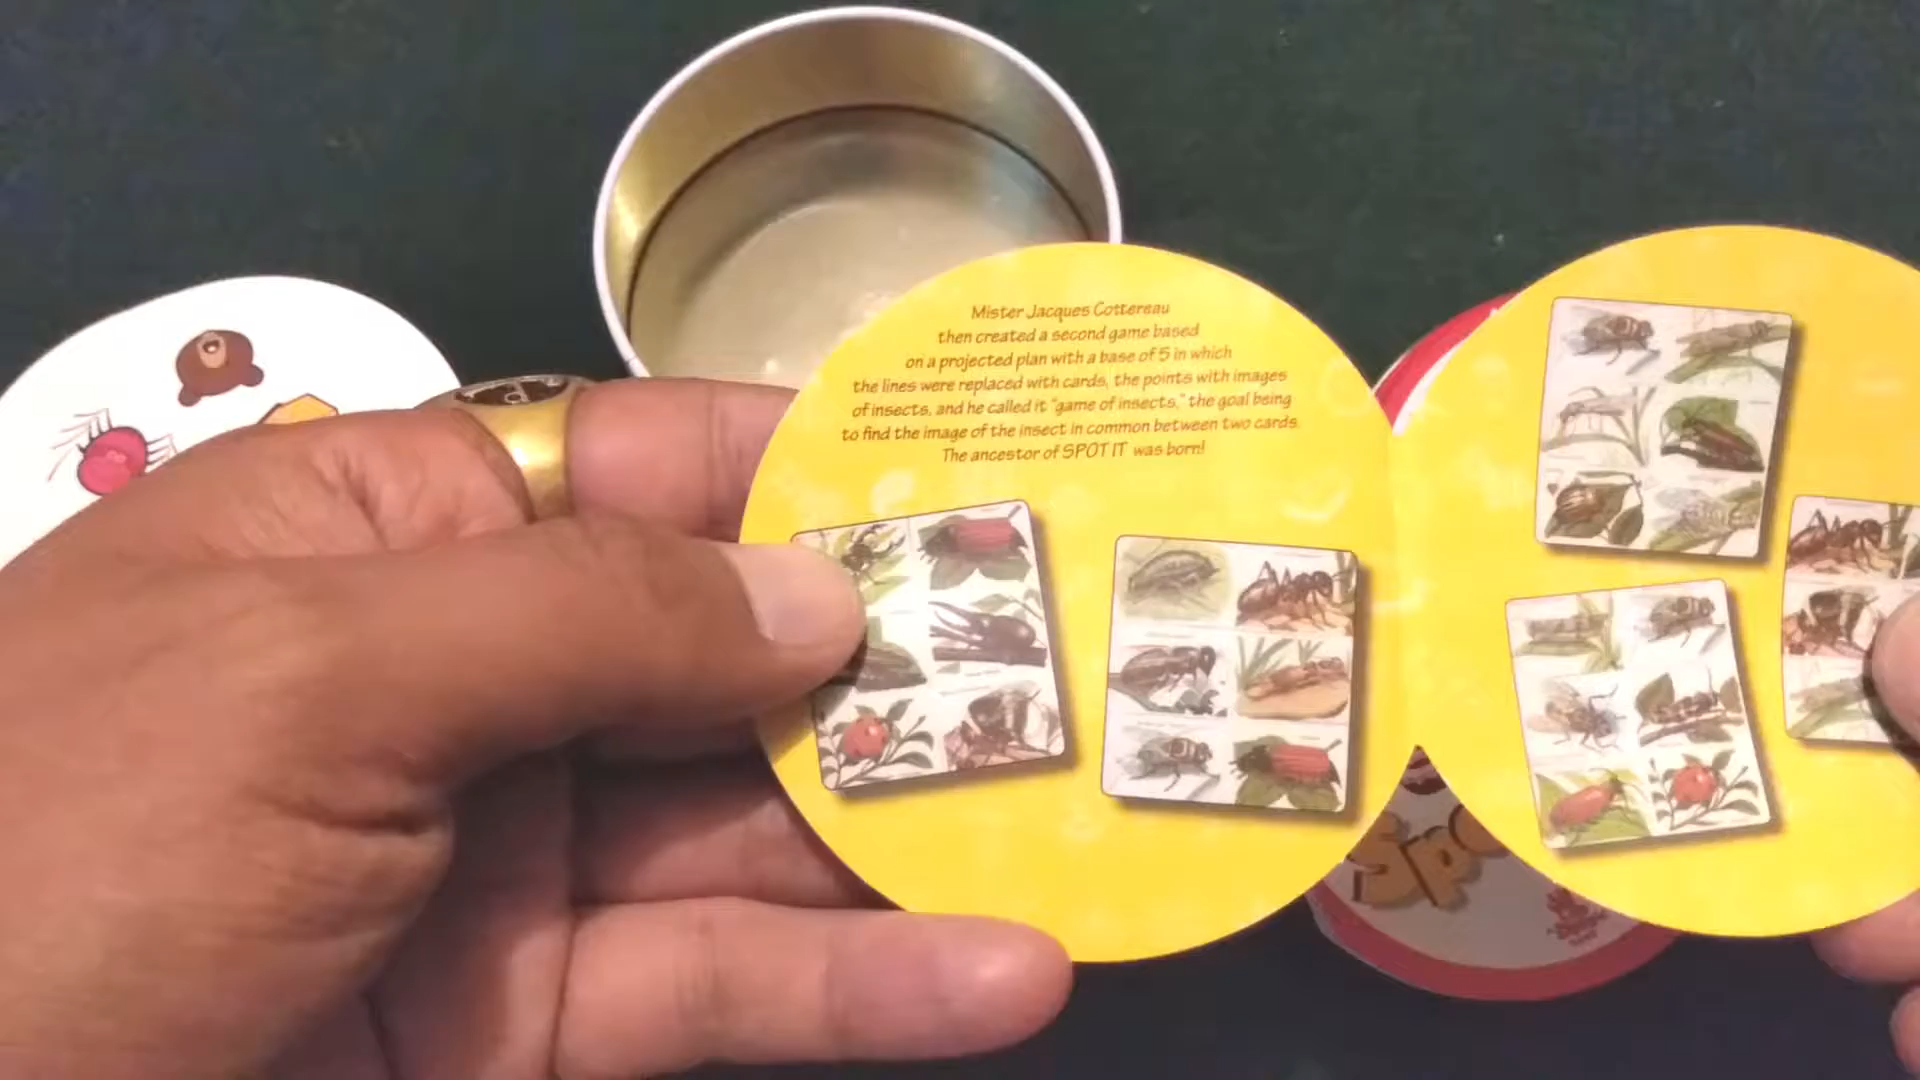 Mister Jacques Cottereau
then created a second game based
on a projected plan with a base of 5 in which
the lines were replaced with cards, the points with images
of insects, and he called it "game of insects," the goal being
to find the image of the insect in common between two cards.
The ancestor of SPOT IT was born!